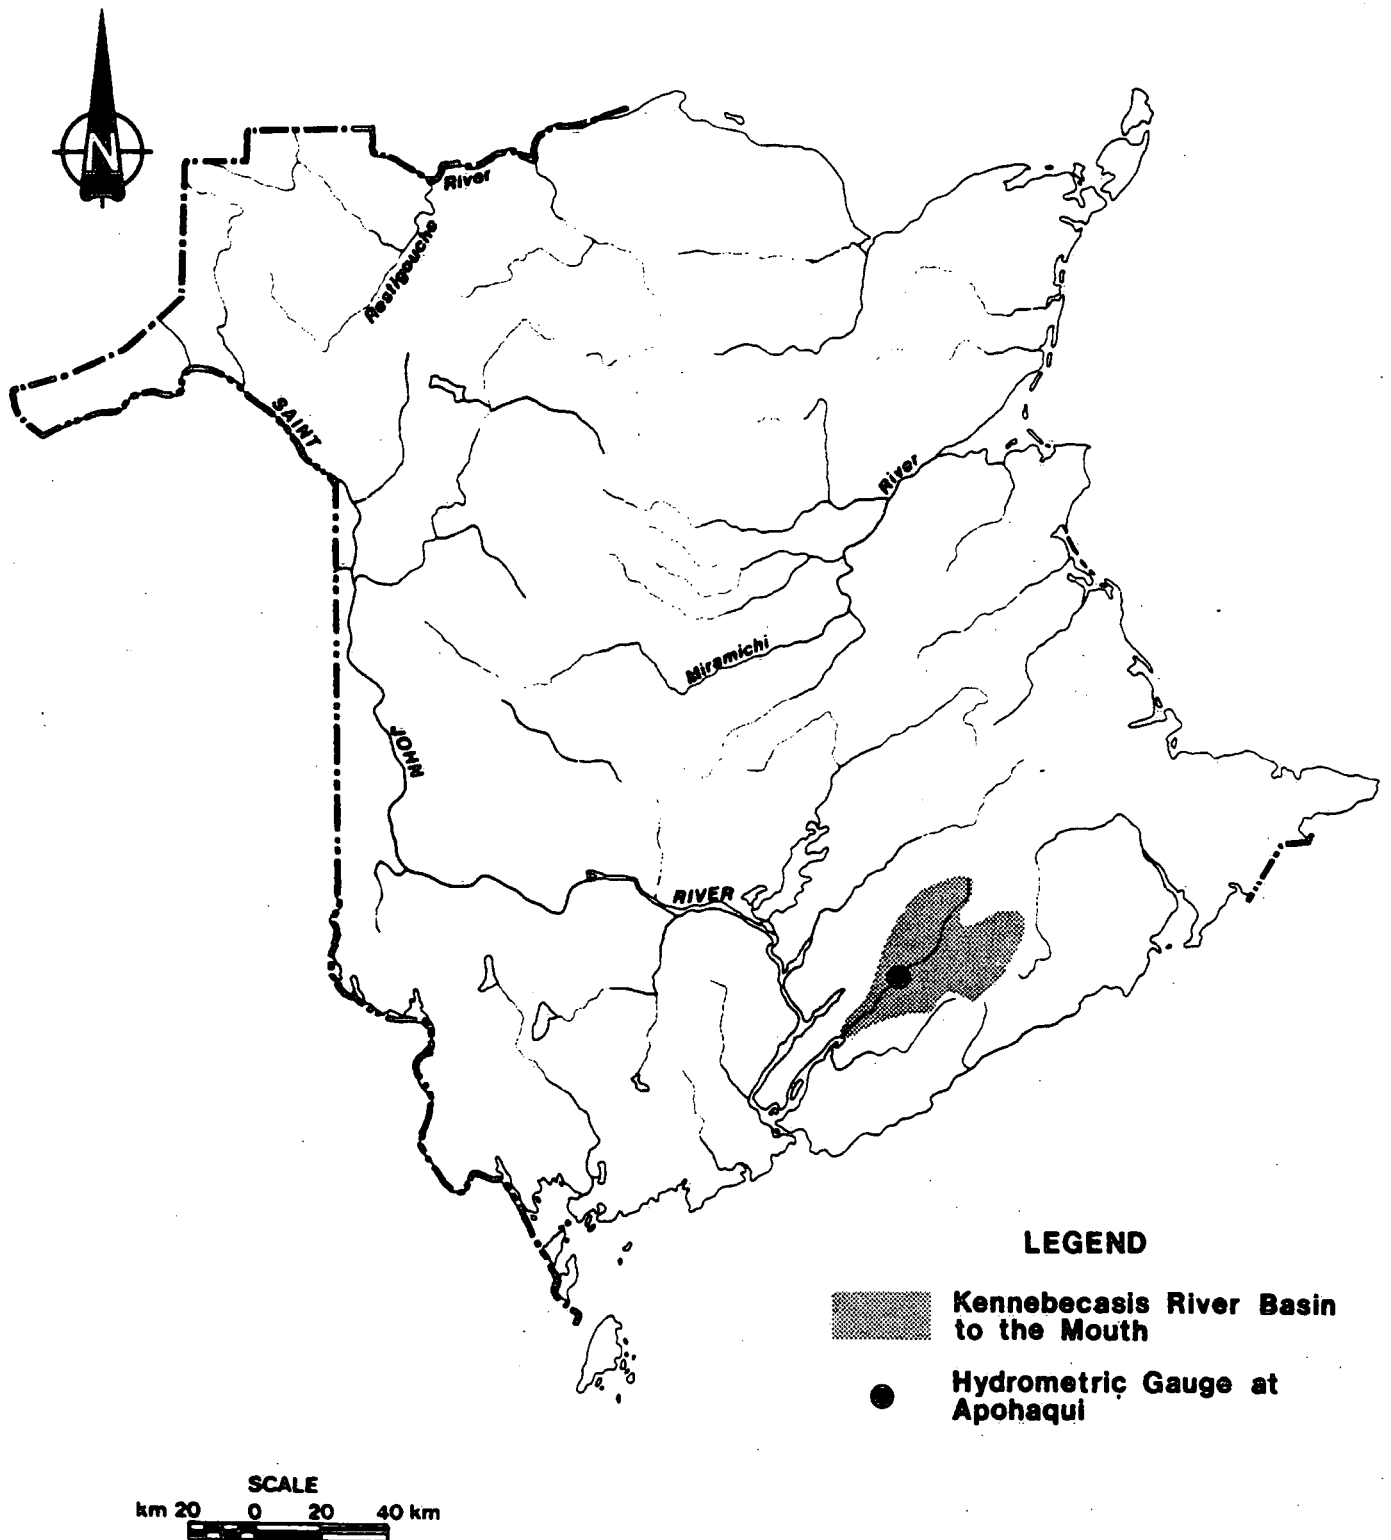 N
River
Restigouche
SAINT
River
Miramichi
JOHN
RIVER
LEGEND
Kennebecasis River Basin
to the Mouth
Hydrometric Gauge at
Apohaqui
SCALE
km 20 0 20 40 km